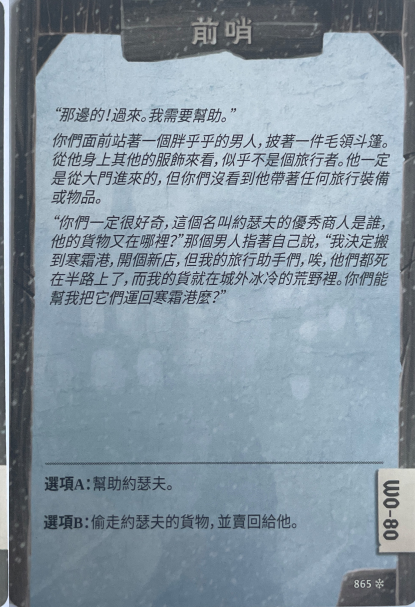 前哨
“那邊的!過來。我需要幫助。”
你們面前站著一個胖乎乎的男人,披著一件毛領斗篷。
從他身上其他的服飾來看,似乎不是個旅行者。他一定
是從大門進來的,但你們沒看到他帶著任何旅行裝備
或物品。
“你們一定很好奇,這個名叫約瑟夫的優秀商人是誰,
他的貨物又在哪裡?”那個男人指著自己說,“我決定搬
到寒霜港,開個新店,但我的旅行助手們,唉,他們都死
在半路上了,而我的貨就在城外冰冷的荒野裡。你們能
幫我把它們運回寒霜港麼?”
選項A:幫助約瑟夫。
選項B:偷走約瑟夫的貨物,並賣回給他。
WO-80
865